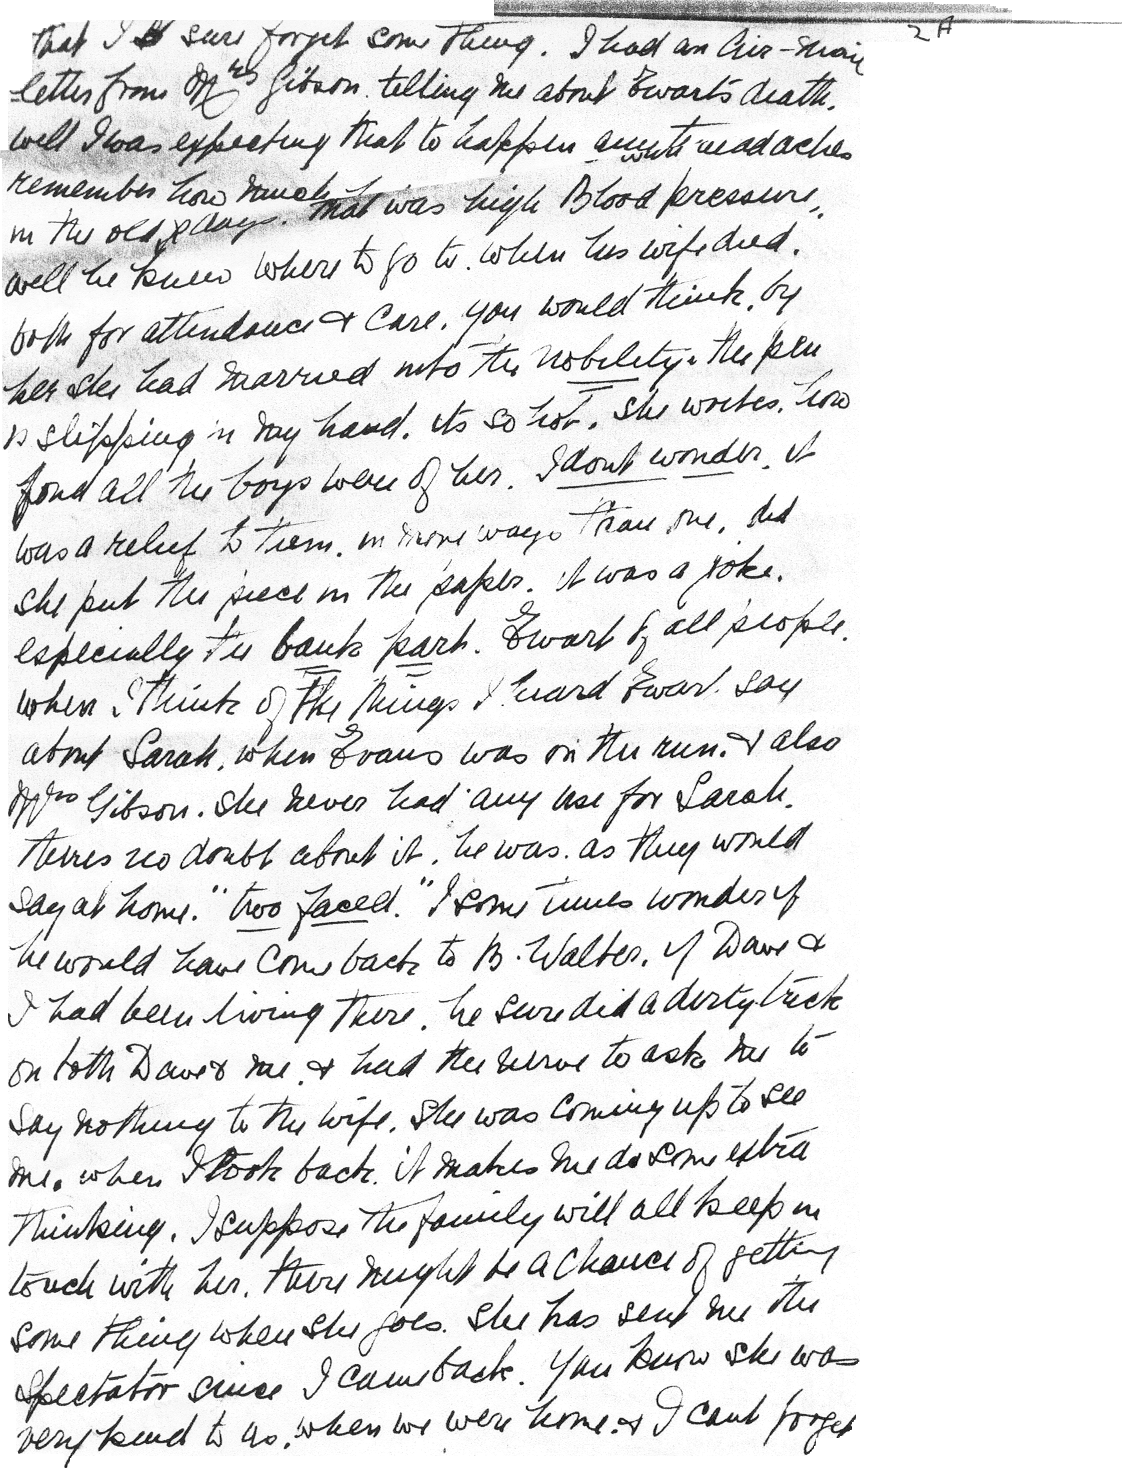 2A
that I sure forget some thing. I had an Air-Mail
letter from Mrs Gibson. telling me about Ewart's death.
well I was expecting that to happen with headaches
remember how much he
in the old days. that was high Blood pressure,
well he knew where to go to. when his wife died.
both for attendance & Care. you would think, by
her she had married into the nobility. the pen
is slipping in my hand. its so hot. she writes. how
fond all the boys were of her. I dont wonder. it
was a relief to them. in more ways than one, did
she put the piece in the paper. it was a joke.
especially the bank part. Ewart of all people.
when I think of the things I heard Ewart say
about Sarah, when Evans was on the run. & also
Mrs Gibson. she never had any use for Sarah.
theres no doubt about it. he was. as they would
say at home. "two faced." I some times wonder if
he would have Come back to B. Walter. if Dave &
I had been living there. he sure did a dirty trick
on both Dave & me. & had the nerve to ask me to
say nothing to the wife. she was coming up to see
me. when I look back. it makes me do some extra
thinking. I suppose the family will all keep in
touch with her. there might be a Chance of getting
some thing when she goes. she has sent me the
Spectator since I came back. you know she was
very kind to us. when we were home. & I cant forget